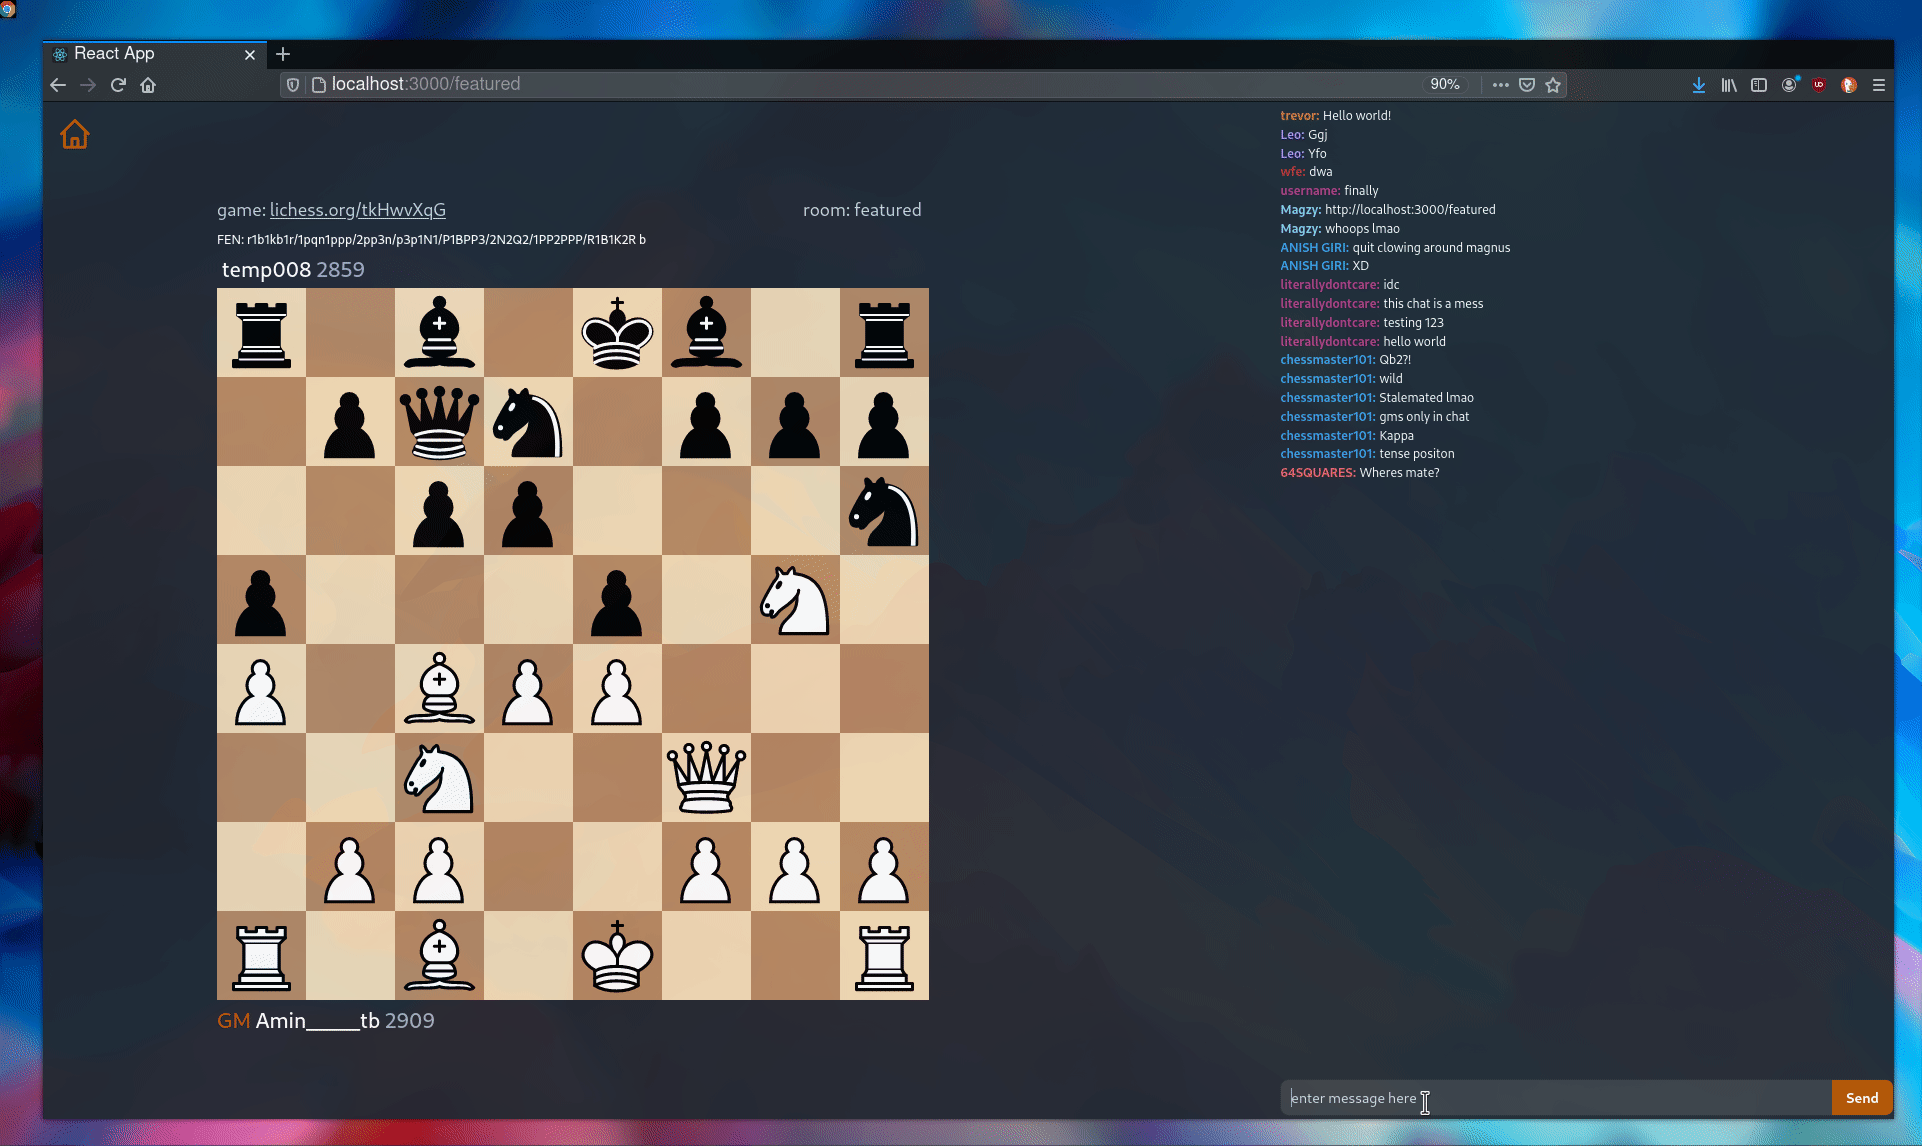 React App
localhost:3000/featured
90%
game: lichess.org/tkHwvXqG
room: featured
FEN: r1b1kb1r/1pqn1ppp/2pp3n/p3p1N1/P1BPP3/2N2Q2/1PP2PPP/R1B1K2R b
temp008 2859
GM Amin_____tb 2909
trevor: Hello world!
Leo: Ggj
Leo: Yfo
wfe: dwa
username: finally
Magzy: http://localhost:3000/featured
Magzy: whoops lmao
ANISH GIRI: quit clowing around magnus
ANISH GIRI: XD
literallydontcare: idc
literallydontcare: this chat is a mess
literallydontcare: testing 123
literallydontcare: hello world
chessmaster101: Qb2?!
chessmaster101: wild
chessmaster101: Stalemated lmao
chessmaster101: gms only in chat
chessmaster101: Kappa
chessmaster101: tense positon
64SQUARES: Wheres mate?
enter message here
Send